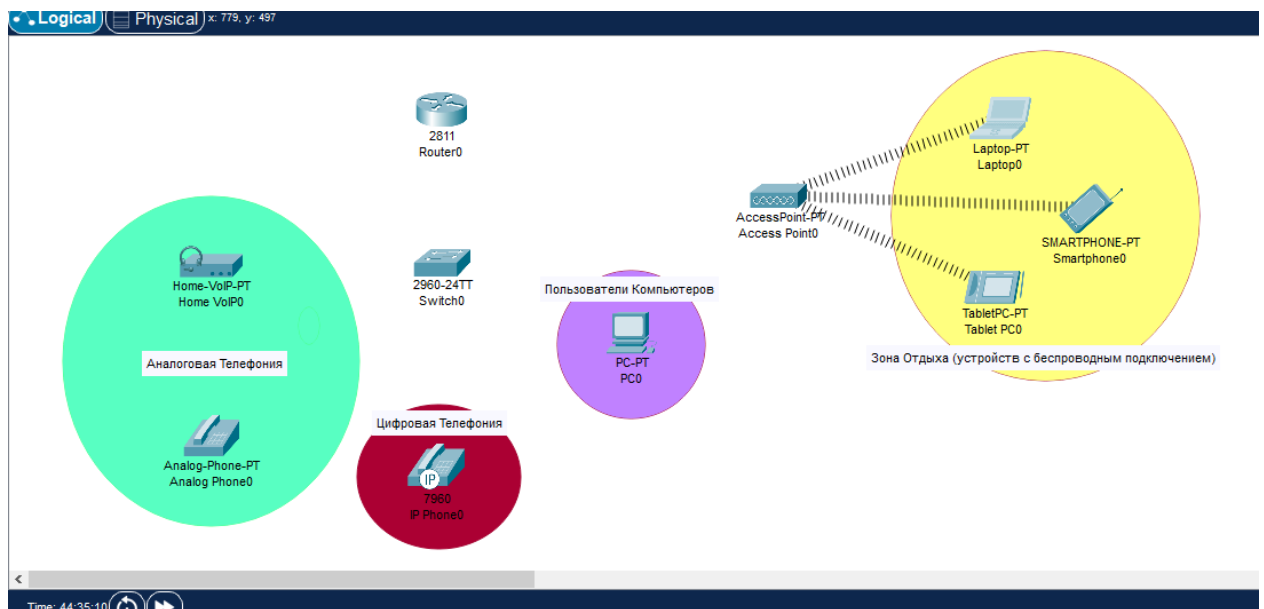 Logical Physical x: 779, y: 497
2811
Router0
Laptop-PT
Laptop0
AccessPoint-PT
Access Point0
SMARTPHONE-PT
Smartphone0
Home-VoIP-PT
Home VoIP0
2960-24TT
Switch0
Пользователи Компьютеров
TabletPC-PT
Tablet PC0
Аналоговая Телефония
PC-PT
PC0
Зона Отдыха (устройств с беспроводным подключением)
Цифровая Телефония
Analog-Phone-PT
Analog Phone0
IP
7960
IP Phone0
Time: 44:35:10